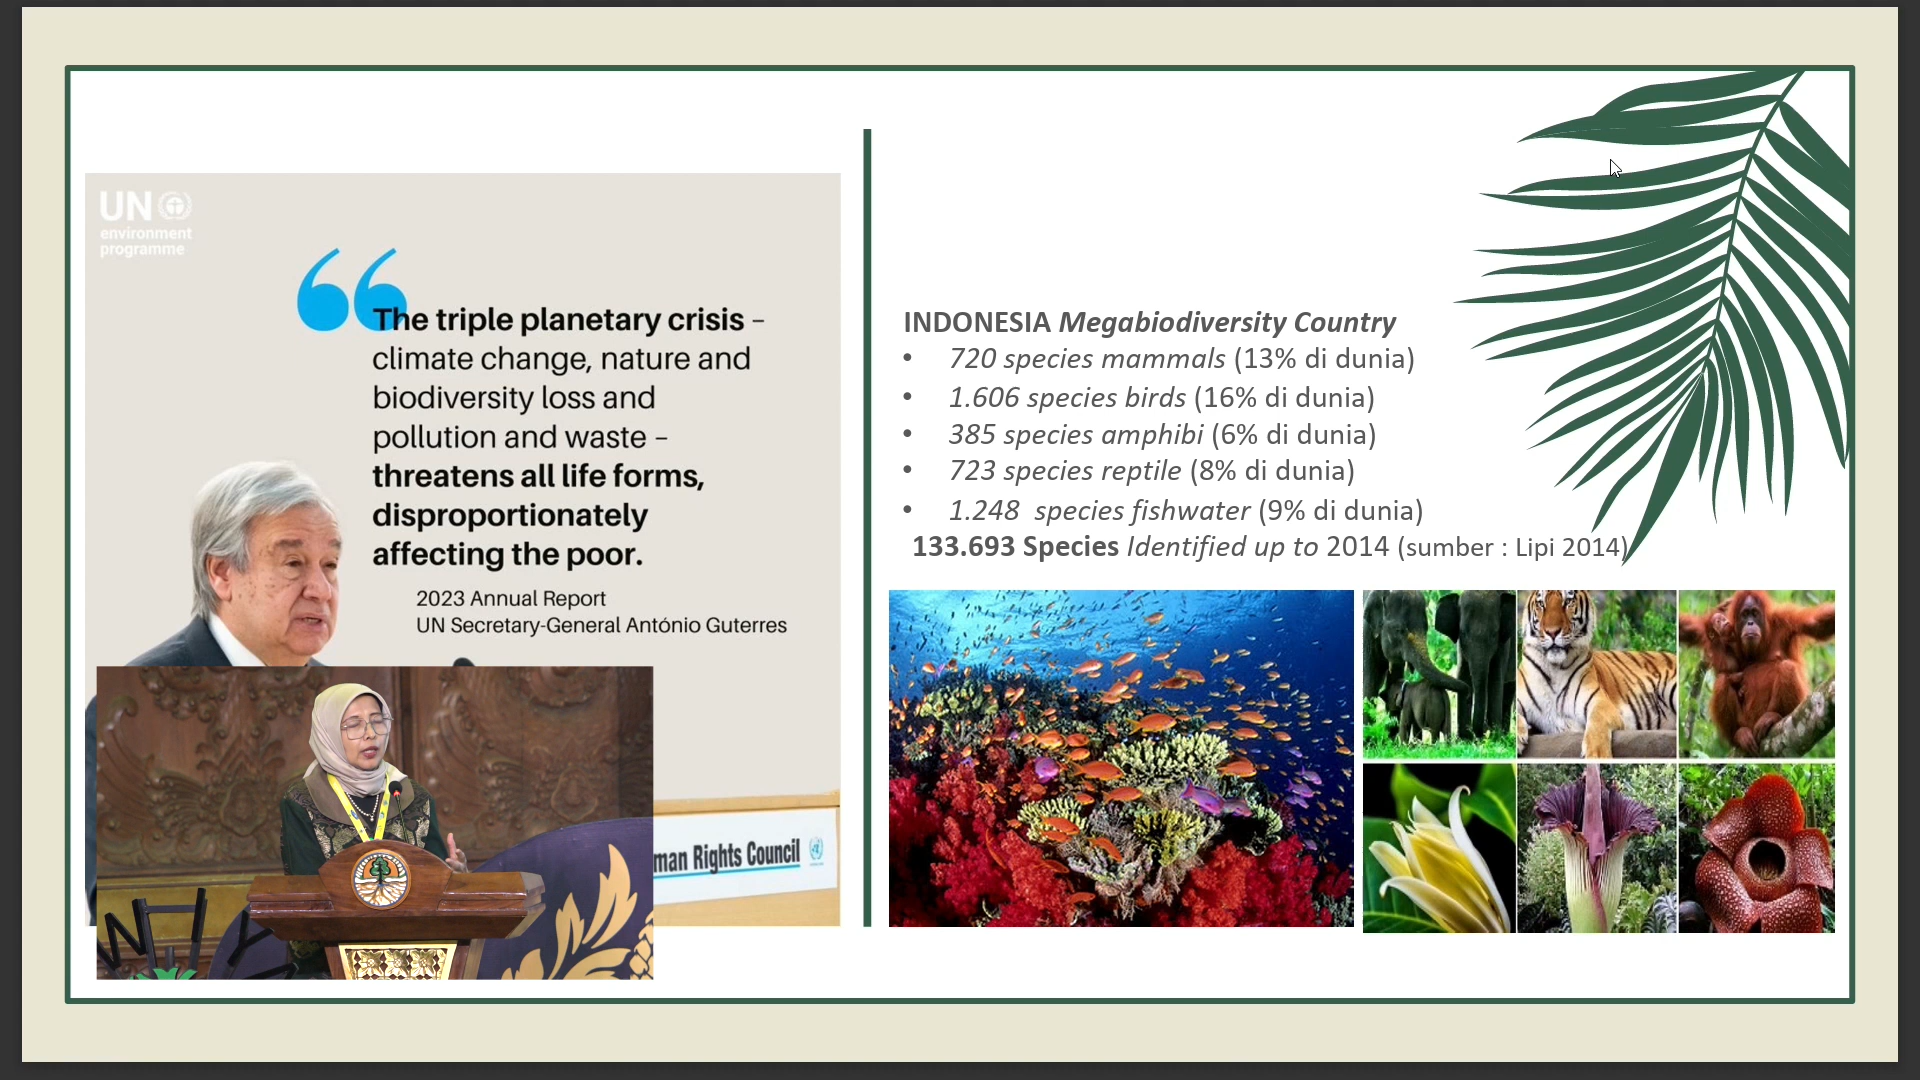 UN
environment
programme
The triple planetary crisis –
climate change, nature and
biodiversity loss and
pollution and waste –
threatens all life forms,
disproportionately
affecting the poor.
2023 Annual Report
UN Secretary-General António Guterres
Rights Council
INDONESIA Megabiodiversity Country
• 720 species mammals (13% di dunia)
• 1.606 species birds (16% di dunia)
• 385 species amphibi (6% di dunia)
• 723 species reptile (8% di dunia)
• 1.248 species fishwater (9% di dunia)
133.693 Species Identified up to 2014 (sumber : Lipi 2014)